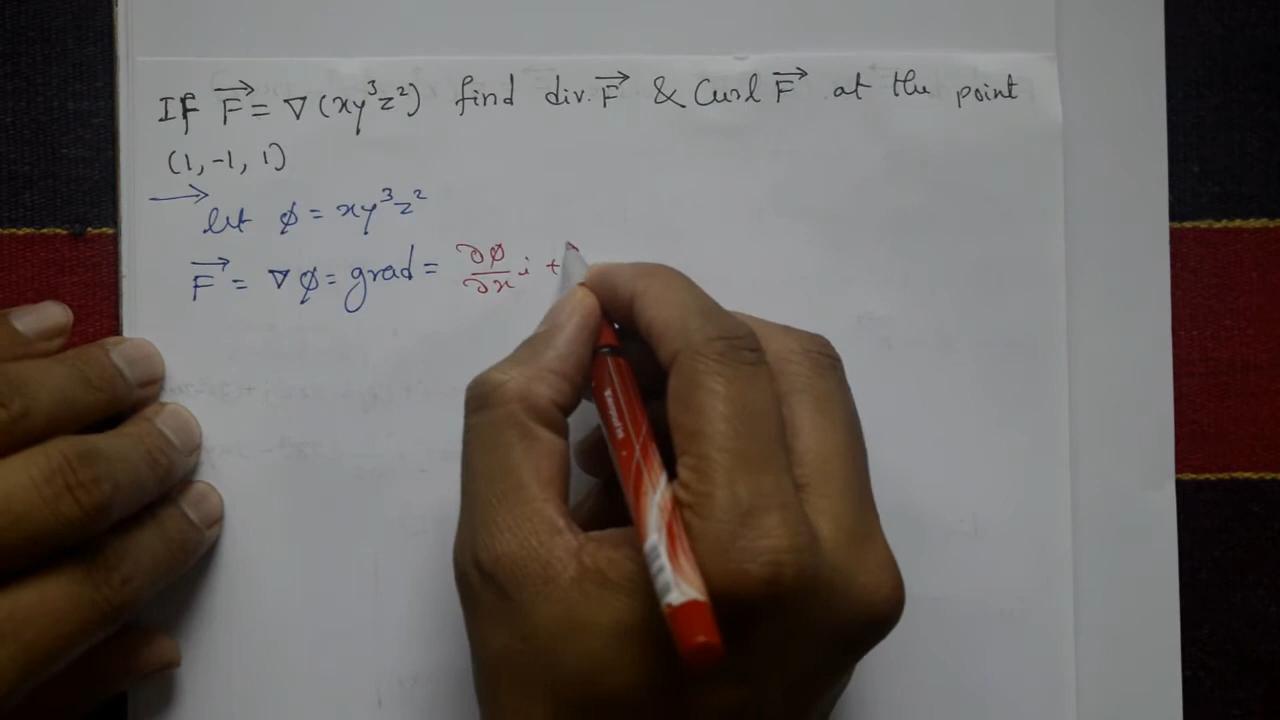 If F→ = ∇(xy³z²) find div. F→ & Curl F→ at the point
(1, -1, 1)
→ let φ = xy³z²
F→ = ∇φ = grad = ∂φ/∂x i +